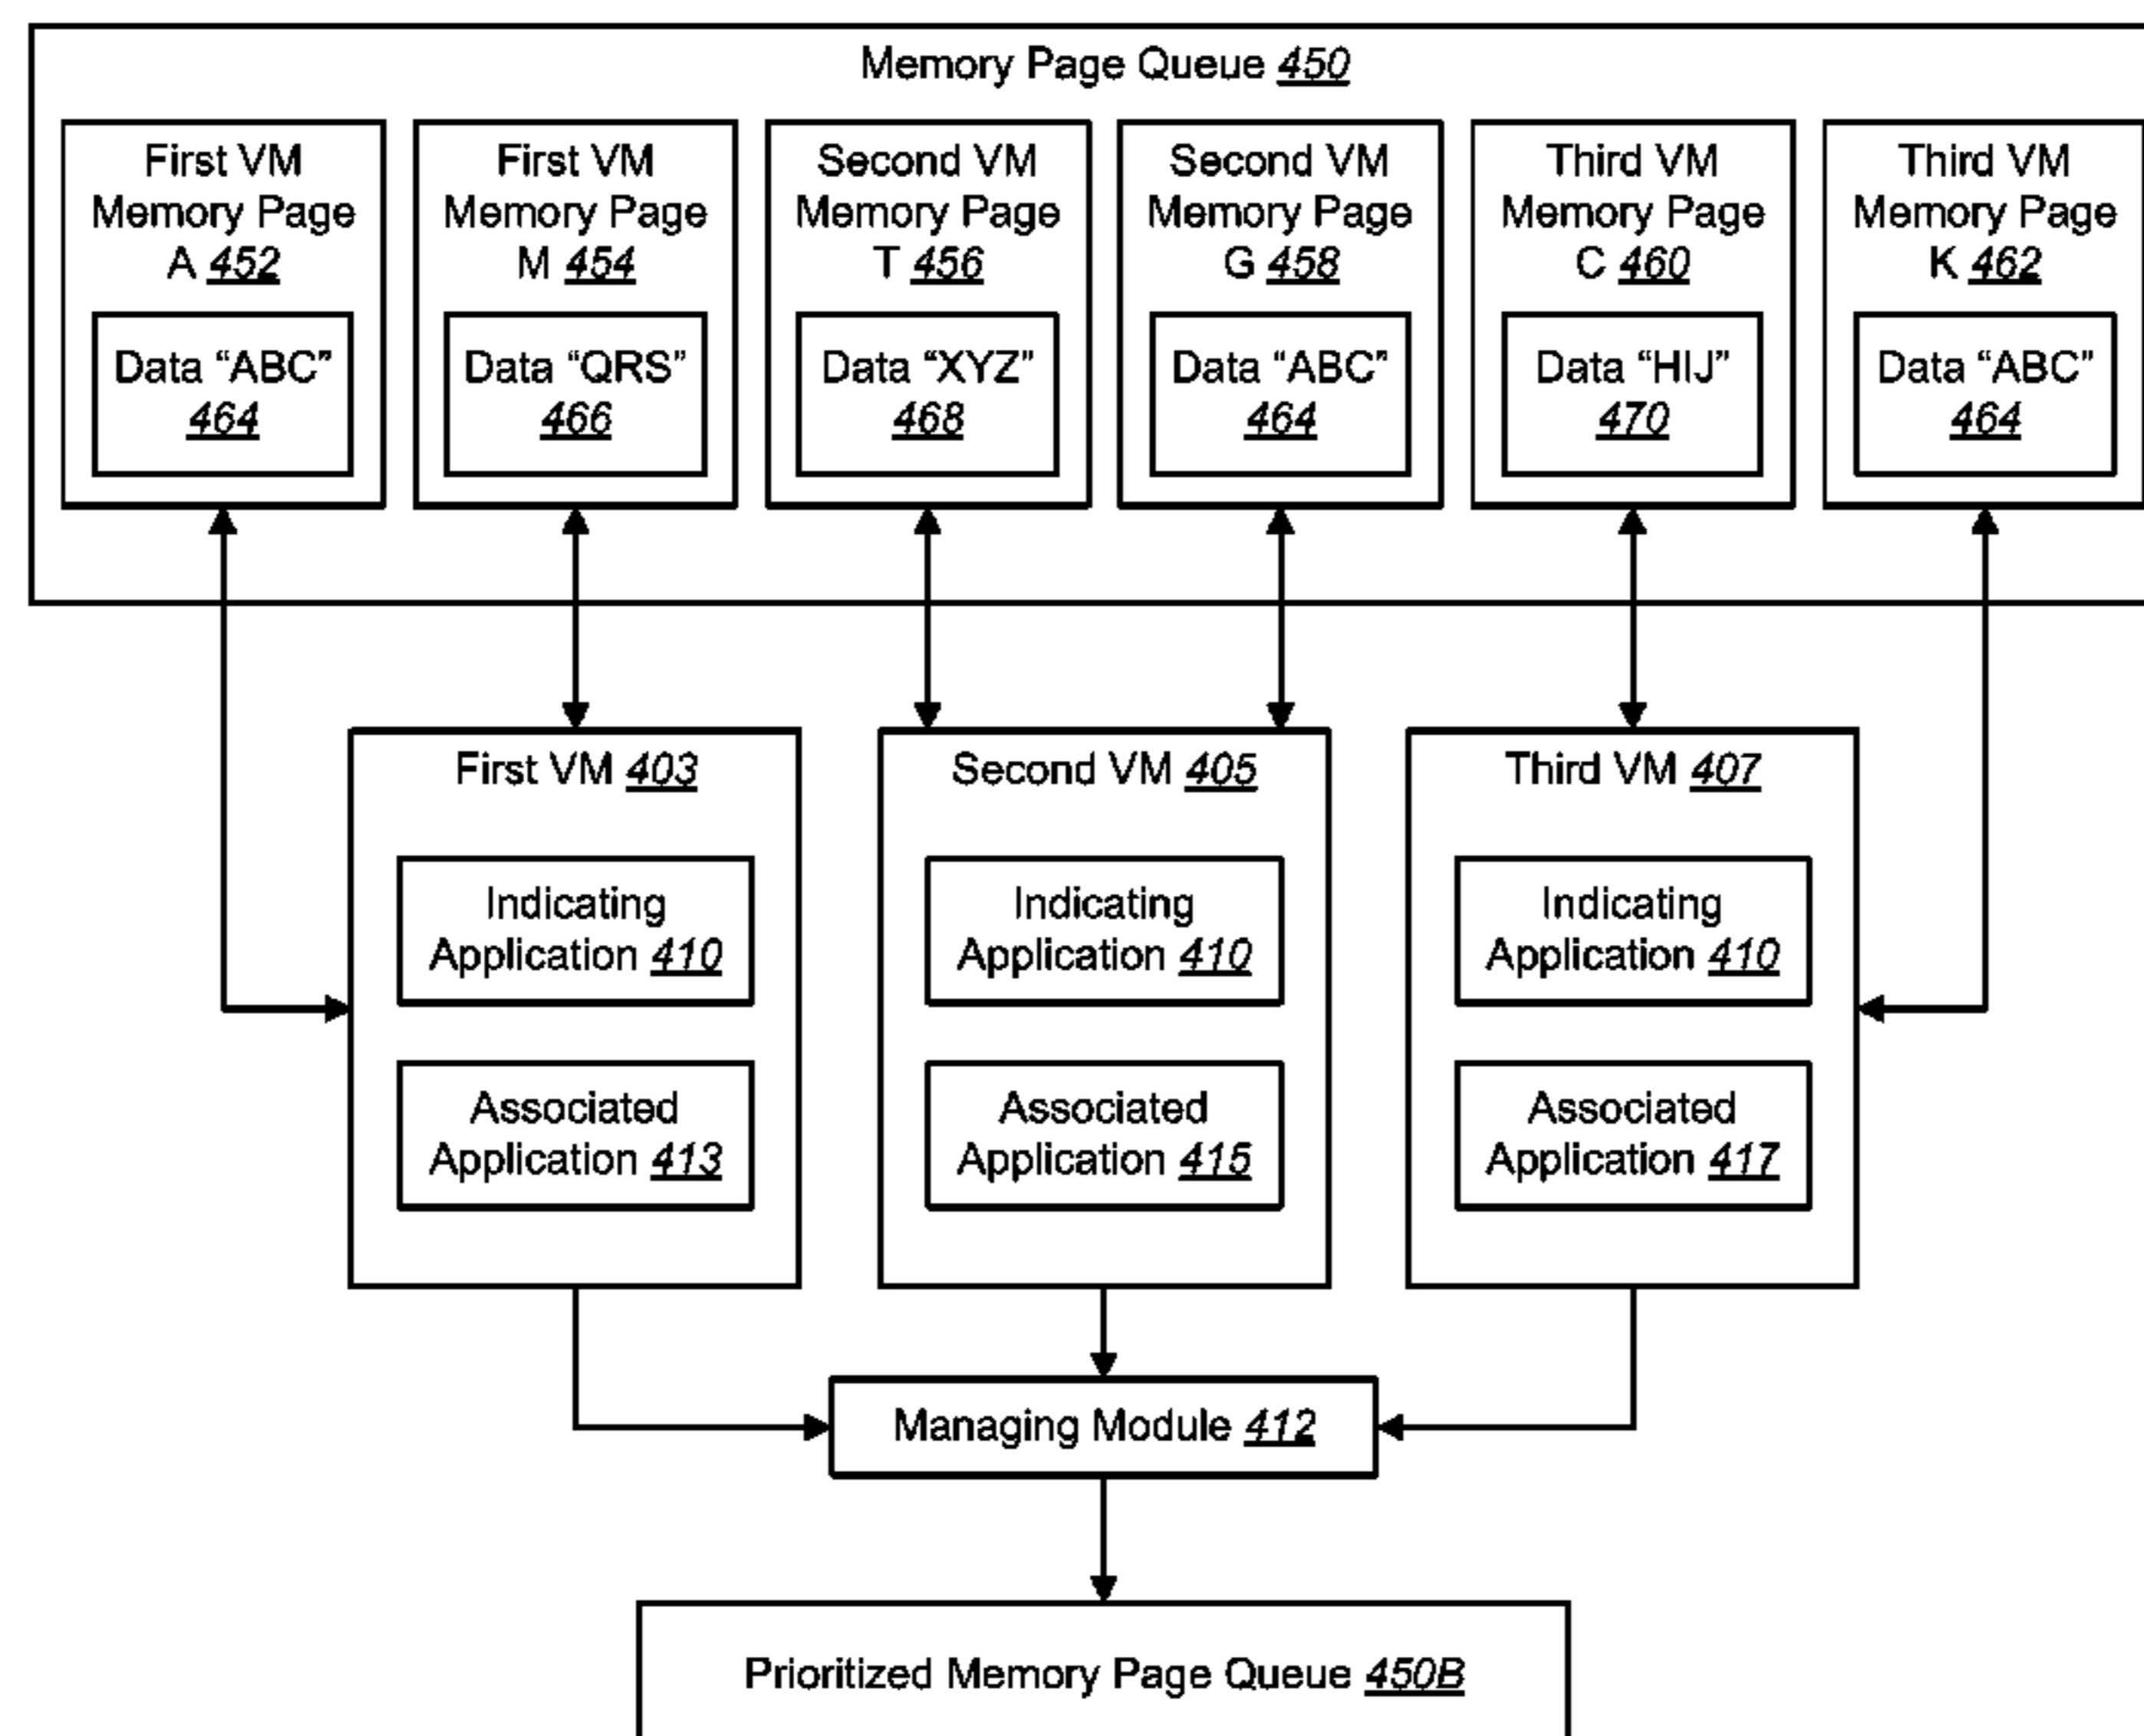 Memory Page Queue 450
First VM
Memory Page
A 452
Data “ABC”
464
First VM
Memory Page
M 454
Data “QRS”
466
Second VM
Memory Page
T 456
Data “XYZ”
468
Second VM
Memory Page
G 458
Data “ABC”
464
Third VM
Memory Page
C 460
Data “HIJ”
470
Third VM
Memory Page
K 462
Data “ABC”
464
First VM 403
Indicating
Application 410
Associated
Application 413
Second VM 405
Indicating
Application 410
Associated
Application 415
Third VM 407
Indicating
Application 410
Associated
Application 417
Managing Module 412
Prioritized Memory Page Queue 450B